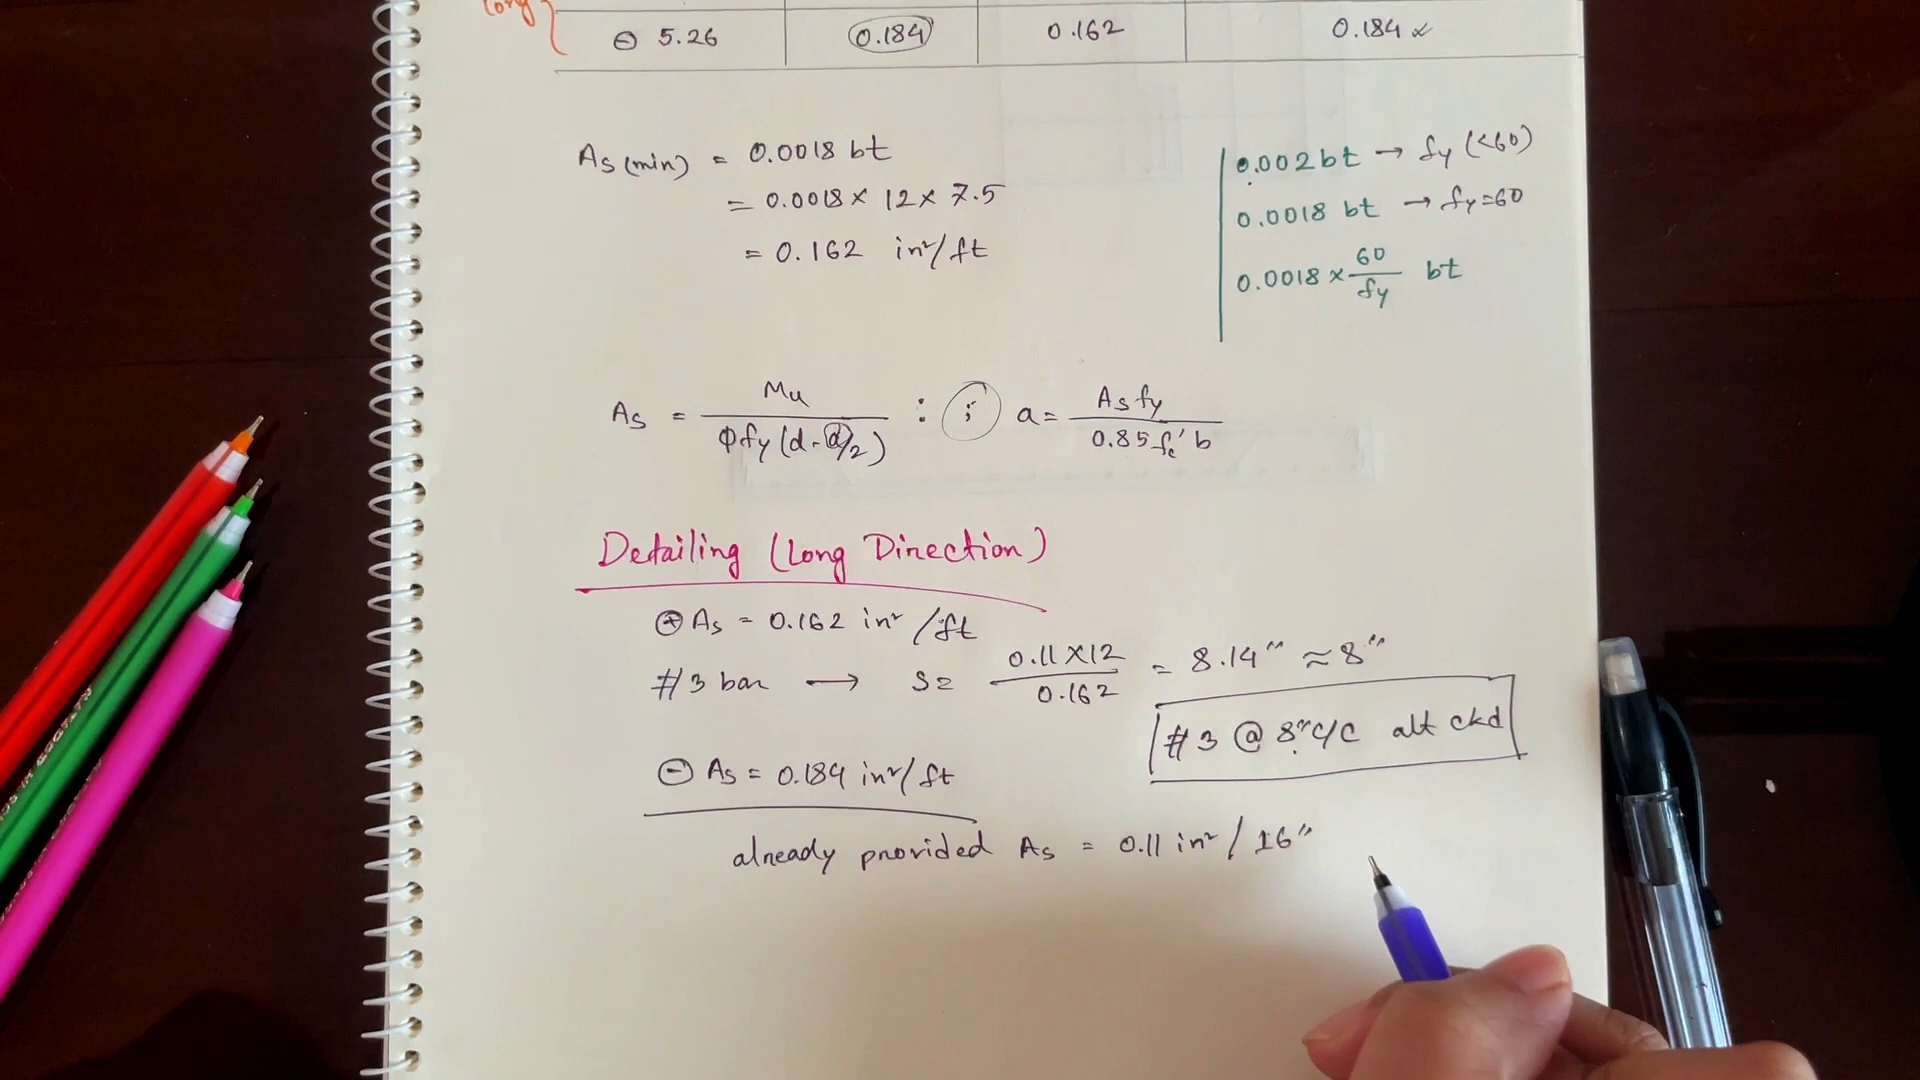 Long
⊖ 5.26 0.184 0.162 0.184
As (min) = 0.0018 bt
= 0.0018 × 12 × 7.5
= 0.162 in²/ft
0.002 bt → fy (<60)
0.0018 bt → fy=60
0.0018 × 60/fy bt
As = Mu / φfy (d-a/2) : ; a = As fy / 0.85 fc' b
Detailing (Long Direction)
⊕ As = 0.162 in² /ft
#3 bar → S= 0.11×12 / 0.162 = 8.14" ≈ 8"
#3 @ 8" c/c alt ckd
⊖ As = 0.184 in²/ft
already provided As = 0.11 in² / 16"